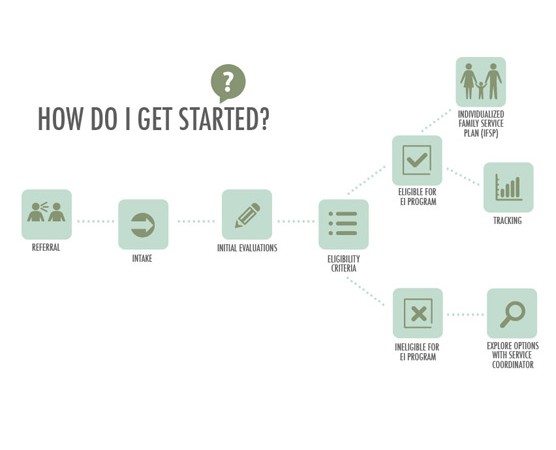 ?
HOW DO I GET STARTED?
REFERRAL
INTAKE
INITIAL EVALUATIONS
ELIGIBILITY
CRITERIA
ELIGIBLE FOR
EI PROGRAM
INDIVIDUALIZED
FAMILY SERVICE
PLAN (IFSP)
TRACKING
INELIGIBLE FOR
EI PROGRAM
EXPLORE OPTIONS
WITH SERVICE
COORDINATOR